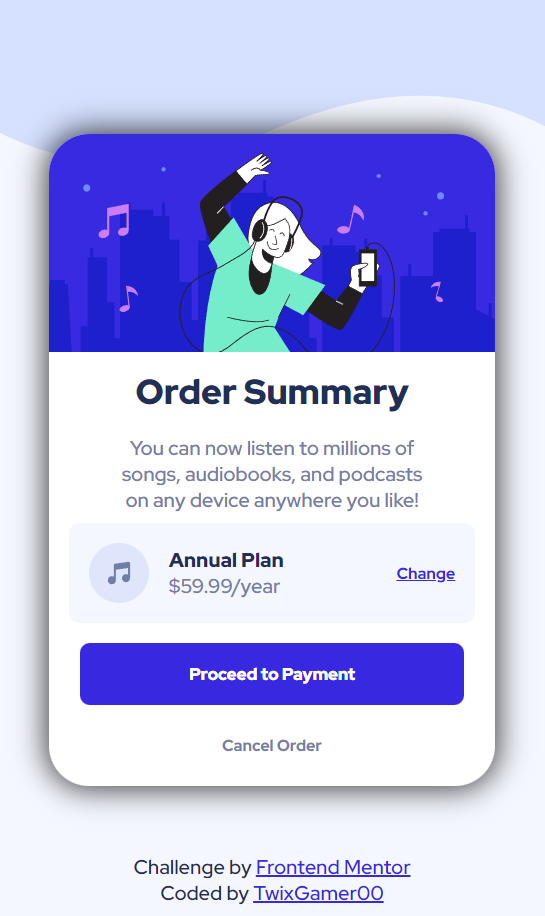 Order Summary
You can now listen to millions of
songs, audiobooks, and podcasts
on any device anywhere you like!
Annual Plan
$59.99/year
Change
Proceed to Payment
Cancel Order
Challenge by Frontend Mentor
Coded by TwixGamer00